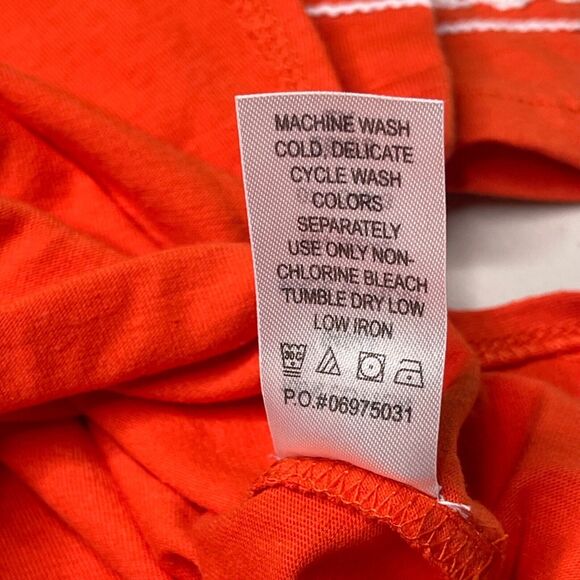 MACHINE WASH
COLD, DELICATE
CYCLE WASH
COLORS
SEPARATELY
USE ONLY NON-
CHLORINE BLEACH
TUMBLE DRY LOW
LOW IRON
30C
P.O.#06975031